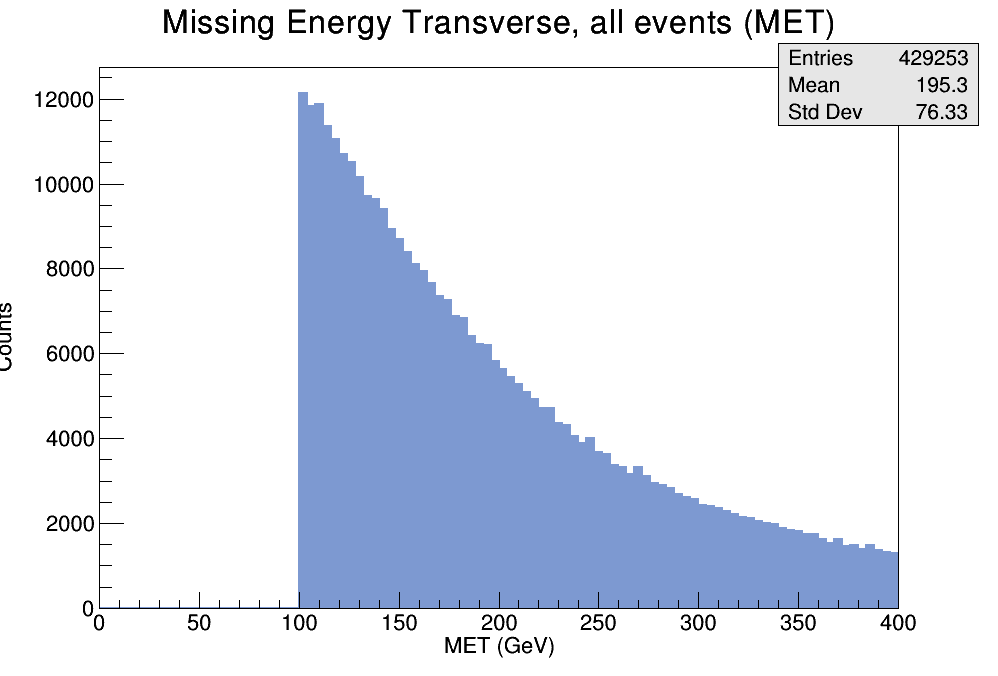 Missing Energy Transverse, all events (MET)
Entries 429253
Mean 195.3
Std Dev 76.33
12000
10000
8000
6000
4000
2000
0
Counts
0 50 100 150 200 250 300 350 400
MET (GeV)